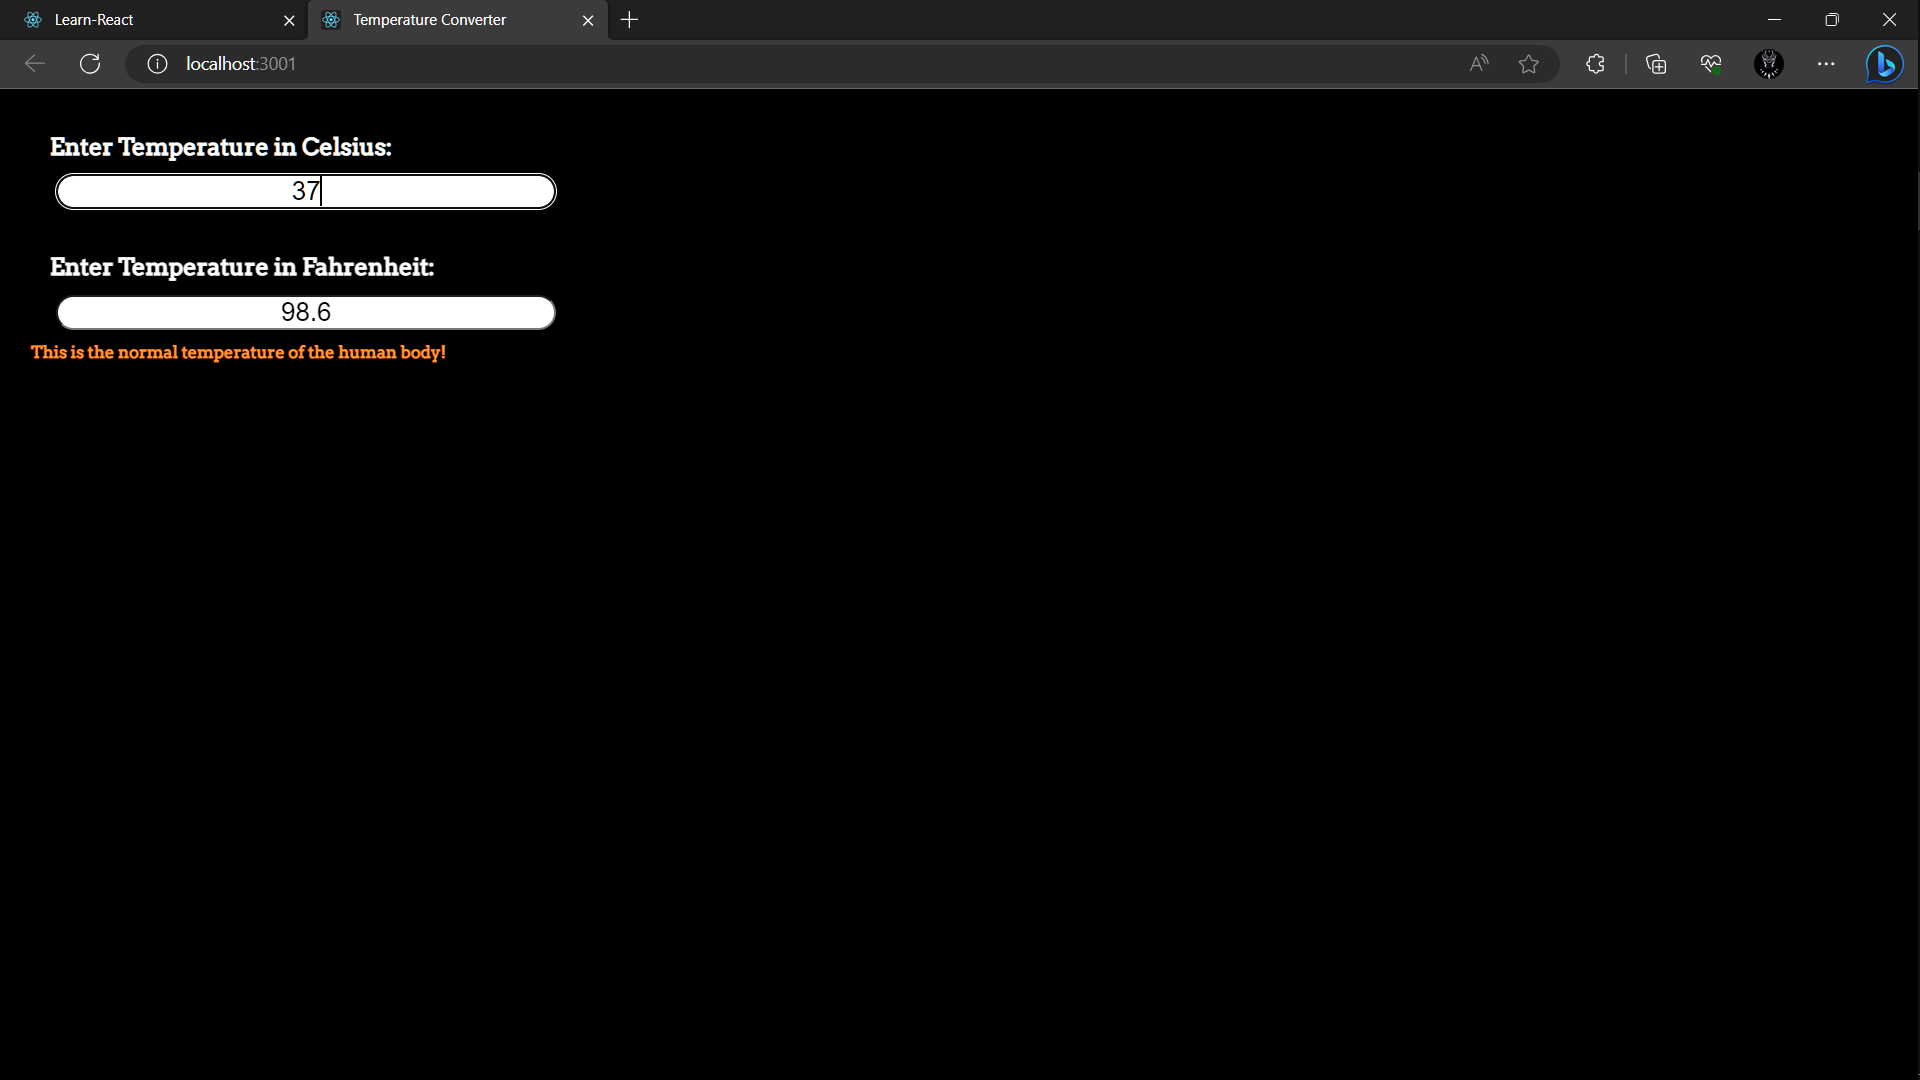 Learn-React
Temperature Converter
localhost:3001
Enter Temperature in Celsius:
37
Enter Temperature in Fahrenheit:
98.6
This is the normal temperature of the human body!